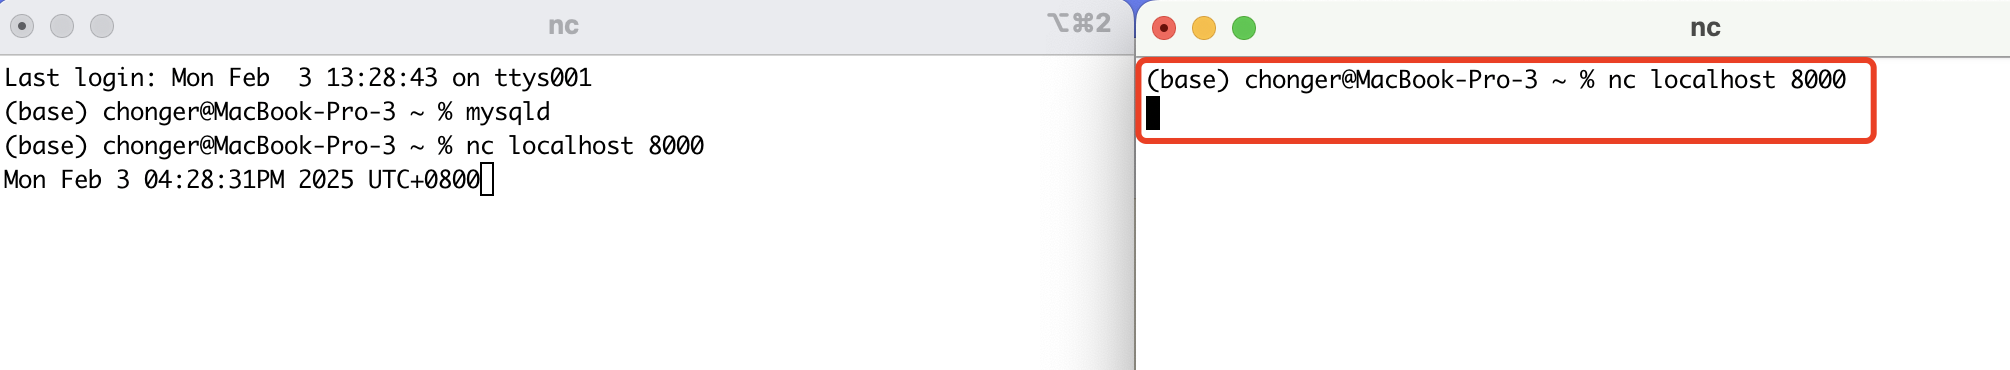 nc
⌥⌘2
Last login: Mon Feb  3 13:28:43 on ttys001
(base) chonger@MacBook-Pro-3 ~ % mysqld
(base) chonger@MacBook-Pro-3 ~ % nc localhost 8000
Mon Feb 3 04:28:31PM 2025 UTC+0800
nc
(base) chonger@MacBook-Pro-3 ~ % nc localhost 8000